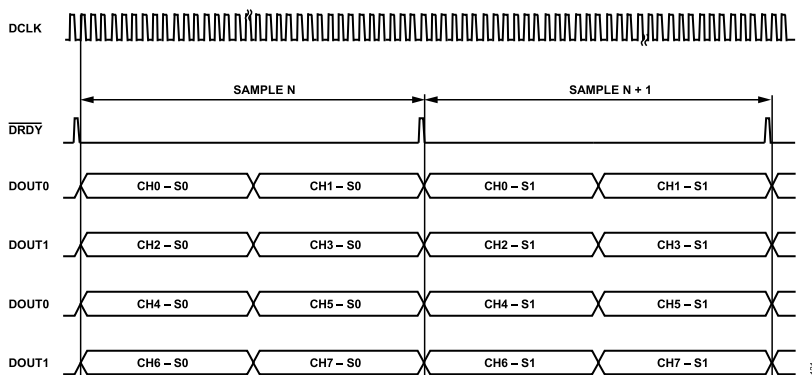 DCLK
SAMPLE N SAMPLE N + 1
DRDY
DOUT0 CH0 – S0 CH1 – S0 CH0 – S1 CH1 – S1
DOUT1 CH2 – S0 CH3 – S0 CH2 – S1 CH3 – S1
DOUT0 CH4 – S0 CH5 – S0 CH4 – S1 CH5 – S1
DOUT1 CH6 – S0 CH7 – S0 CH6 – S1 CH7 – S1